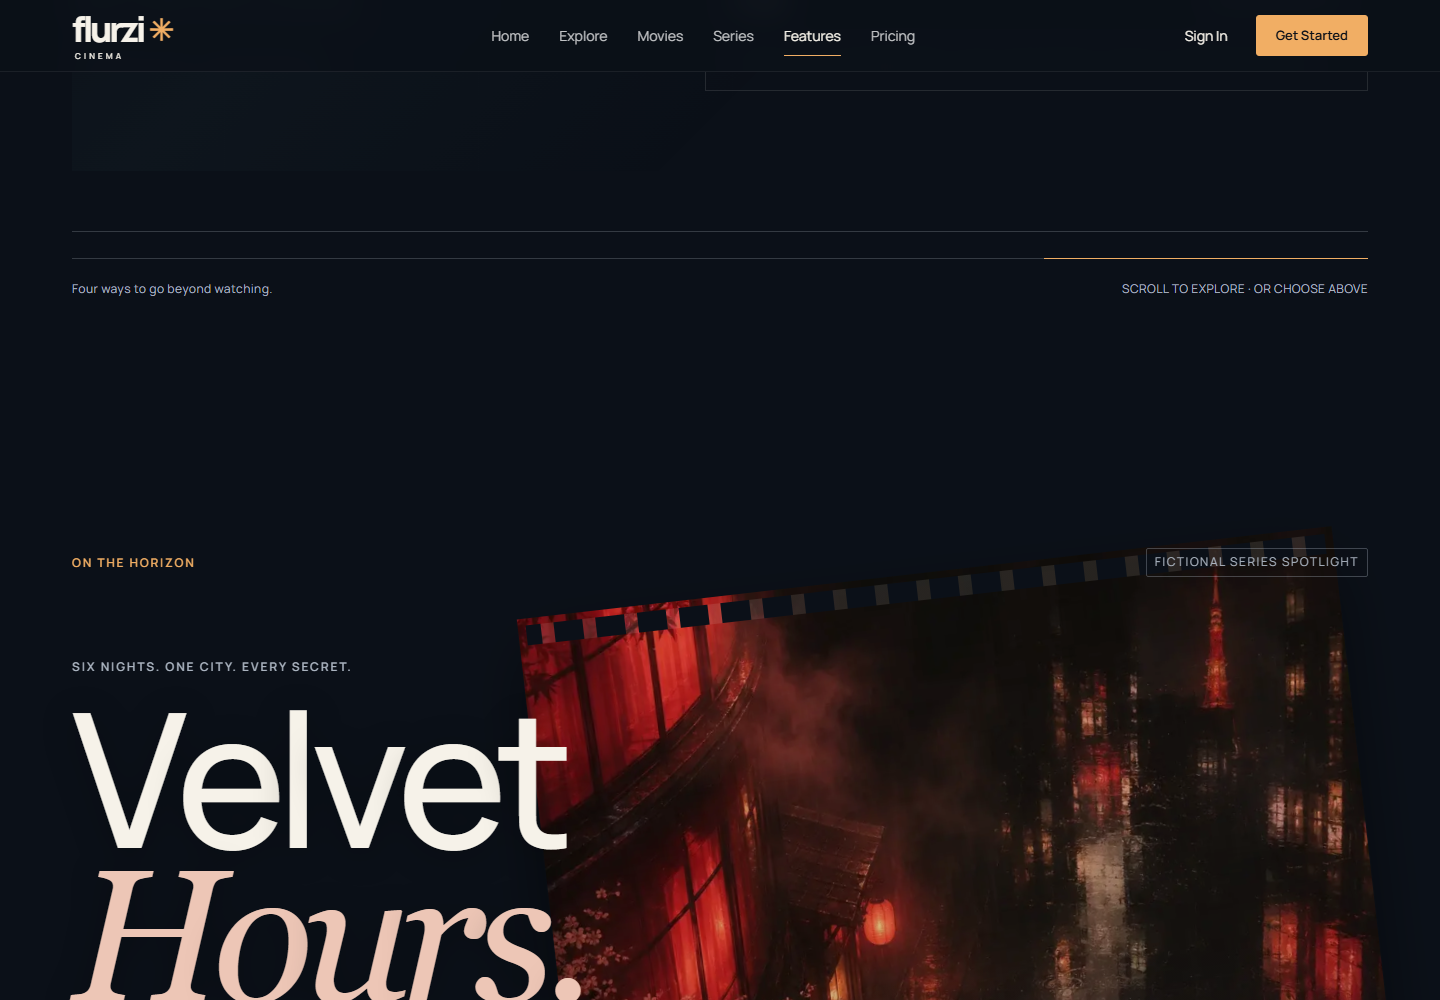 flurzi
CINEMA
Home Explore Movies Series Features Pricing
Sign In Get Started
Four ways to go beyond watching.
SCROLL TO EXPLORE · OR CHOOSE ABOVE
ON THE HORIZON
FICTIONAL SERIES SPOTLIGHT
SIX NIGHTS. ONE CITY. EVERY SECRET.
Velvet
Hours.